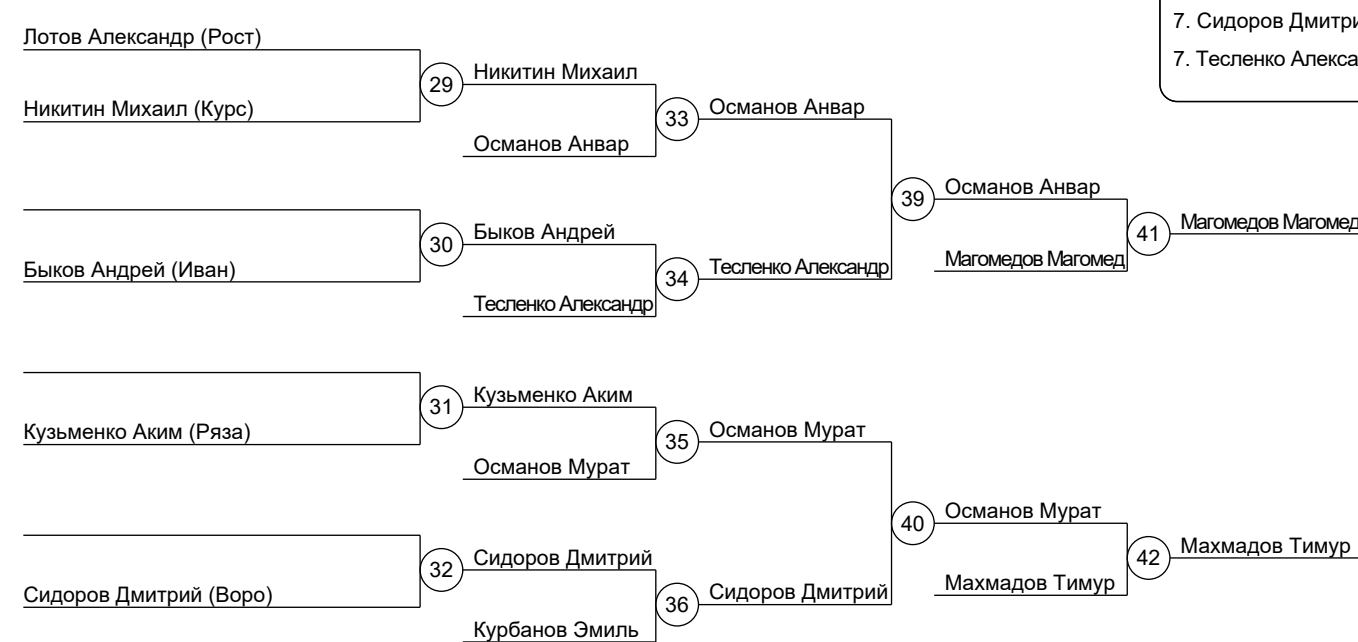 7. Сидоров Дмитри
7. Тесленко Алекса
Лотов Александр (Рост)
Никитин Михаил (Курс)
29
Никитин Михаил
Османов Анвар
33
Османов Анвар
Быков Андрей (Иван)
30
Быков Андрей
Тесленко Александр
34
Тесленко Александр
39
Османов Анвар
Магомедов Магомед
41
Магомедов Магомед
Кузьменко Аким (Ряза)
31
Кузьменко Аким
Османов Мурат
35
Османов Мурат
Сидоров Дмитрий (Воро)
32
Сидоров Дмитрий
Курбанов Эмиль
36
Сидоров Дмитрий
40
Османов Мурат
Махмадов Тимур
42
Махмадов Тимур